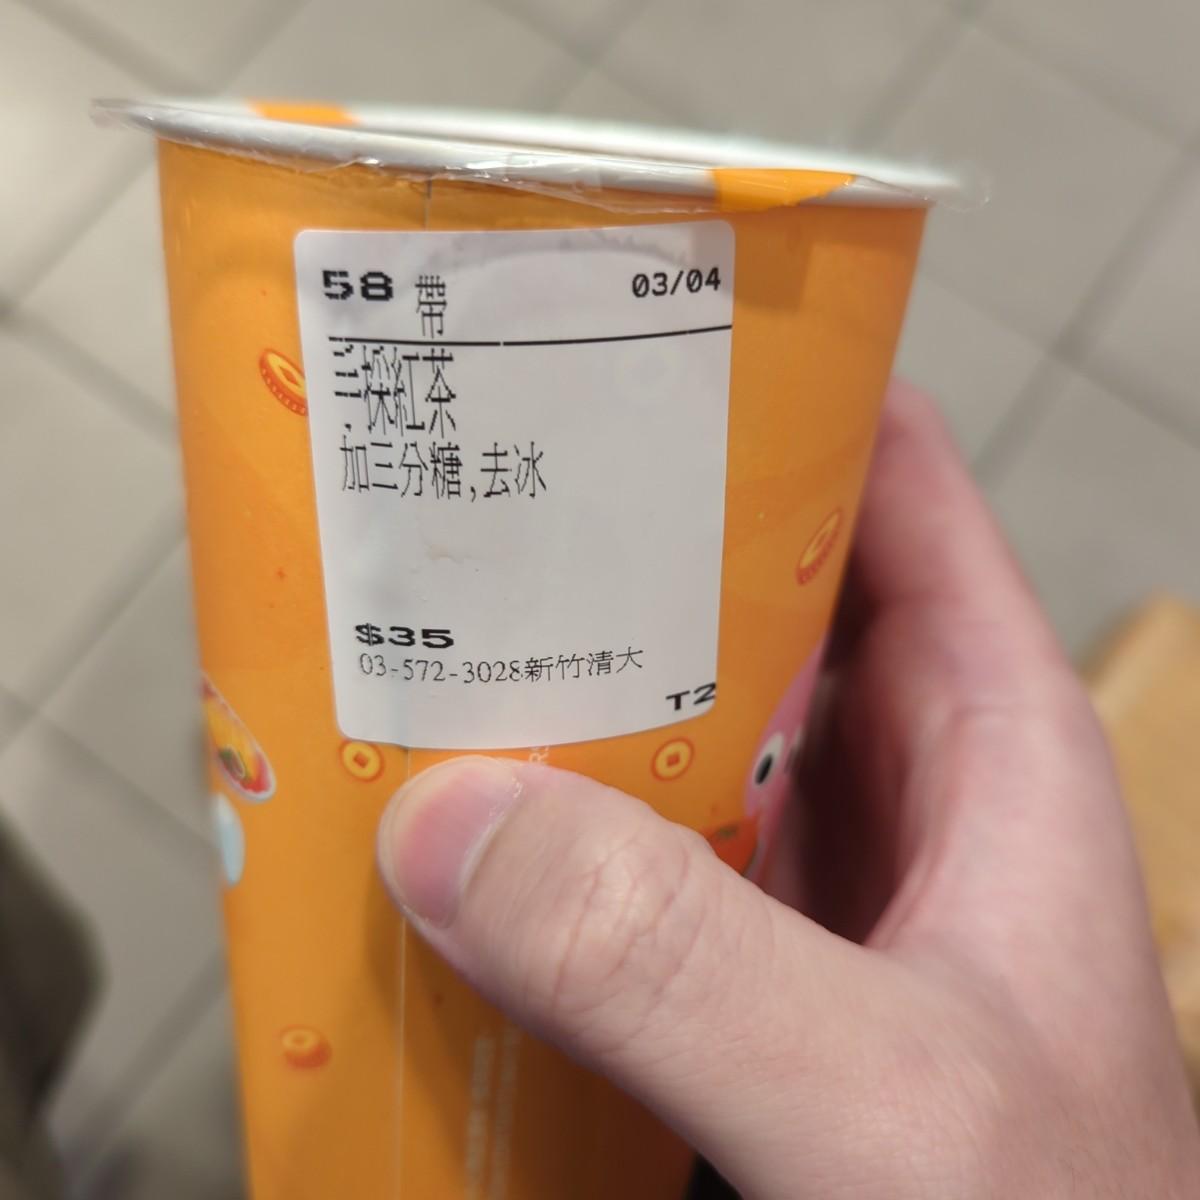 58 帶 03/04
三採紅茶
加三分糖,去冰
$35
03-572-3028新竹清大
T2